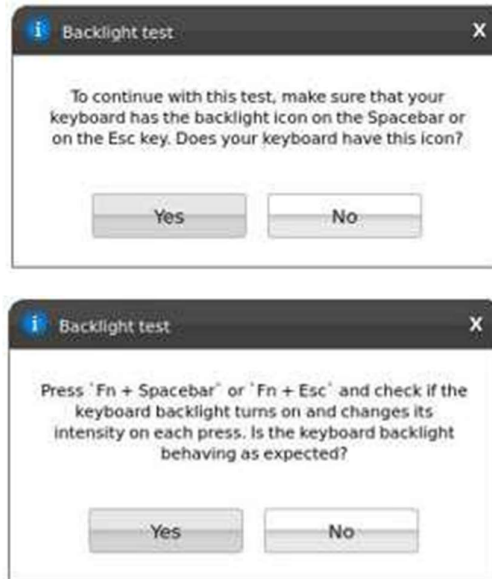 i Backlight test X
To continue with this test, make sure that your
keyboard has the backlight icon on the Spacebar or
on the Esc key. Does your keyboard have this icon?
Yes No
i Backlight test X
Press `Fn + Spacebar` or `Fn + Esc` and check if the
keyboard backlight turns on and changes its
intensity on each press. Is the keyboard backlight
behaving as expected?
Yes No